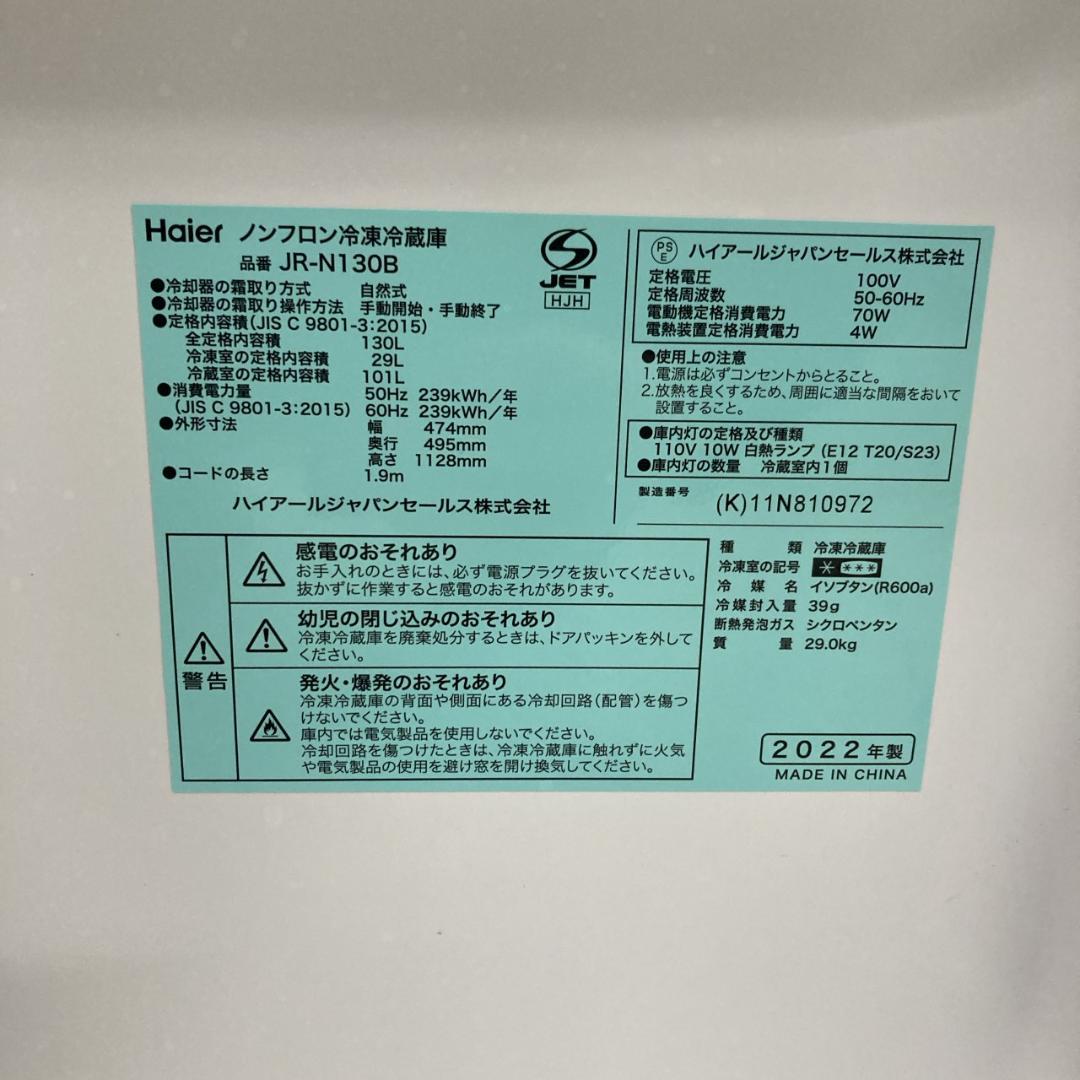 Haier ノンフロン冷凍冷蔵庫
品番 JR-N130B
●冷却器の霜取り方式 自然式
●冷却器の霜取り操作方法 手動開始・手動終了
●定格内容積(JIS C 9801-3:2015)
全定格内容積 130L
冷凍室の定格内容積 29L
冷蔵室の定格内容積 101L
●消費電力量 50Hz 239kWh/年
(JIS C 9801-3:2015) 60Hz 239kWh/年
●外形寸法 幅 474mm
奥行 495mm
高さ 1128mm
●コードの長さ 1.9m
ハイアールジャパンセールス株式会社
JET
HJH
PS
E
ハイアールジャパンセールス株式会社
定格電圧 100V
定格周波数 50-60Hz
電動機定格消費電力 70W
電熱装置定格消費電力 4W
●使用上の注意
1.電源は必ずコンセントからとること。
2.放熱を良くするため、周囲に適当な間隔をおいて
設置すること。
●庫内灯の定格及び種類
110V 10W 白熱ランプ (E12 T20/S23)
●庫内灯の数量 冷蔵室内1個
製造番号 (K)11N810972
警告
感電のおそれあり
お手入れのときには、必ず電源プラグを抜いてください。
抜かずに作業すると感電のおそれがあります。
幼児の閉じ込みのおそれあり
冷凍冷蔵庫を廃棄処分するときは、ドアパッキンを外して
ください。
発火・爆発のおそれあり
冷凍冷蔵庫の背面や側面にある冷却回路(配管)を傷つ
けないでください。
庫内では電気製品を使用しないでください。
冷却回路を傷つけたときは、冷凍冷蔵庫に触れずに火気
や電気製品の使用を避け窓を開け換気してください。
種類 冷凍冷蔵庫
冷凍室の記号 * ***
冷媒名 イソブタン(R600a)
冷媒封入量 39g
断熱発泡ガス シクロペンタン
質量 29.0kg
2022年製
MADE IN CHINA